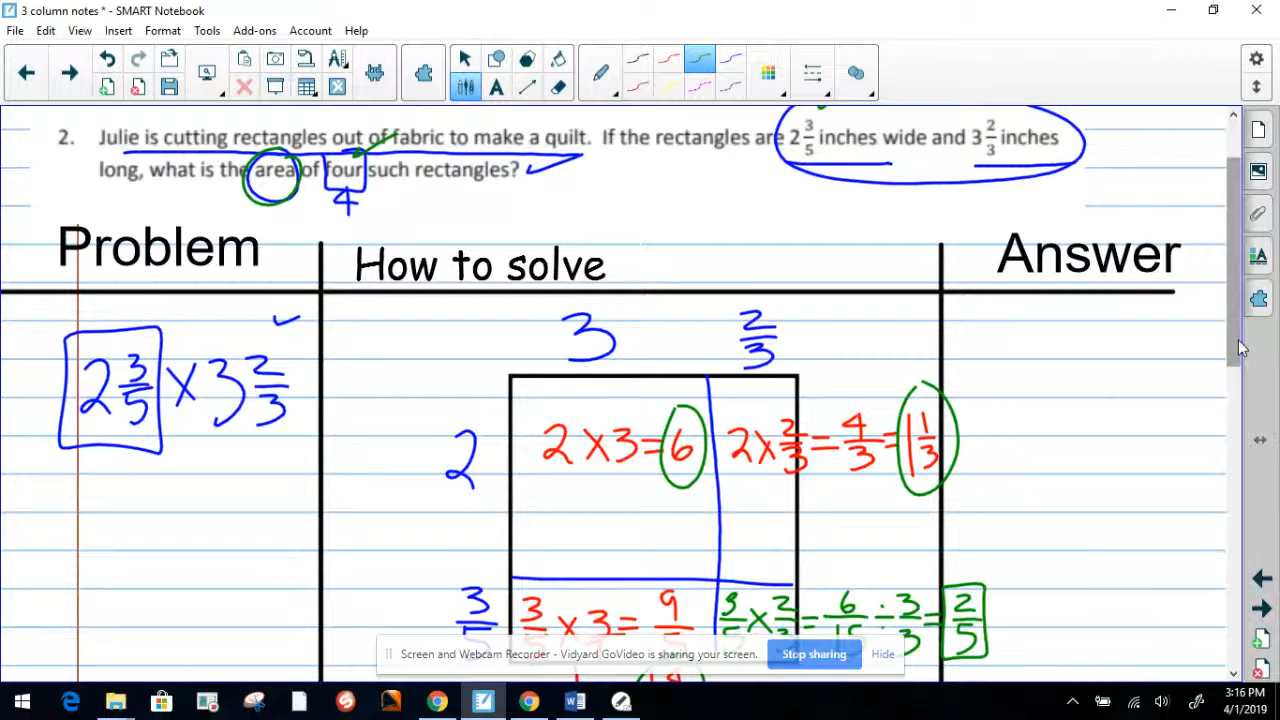 3 column notes * - SMART Notebook
File Edit View Insert Format Tools Add-ons Account Help
2. Julie is cutting rectangles out of fabric to make a quilt. If the rectangles are 2 3/5 inches wide and 3 2/3 inches
long, what is the area of four such rectangles?
4
Problem How to solve Answer
3 2/3
2 3/5 × 3 2/3
2 2×3=6 2×2/3=4/3=1 1/3
3/5 3/5×3=9/5 3/5×2/3=6/15÷3/3=2/5
Screen and Webcam Recorder - Vidyard GoVideo is sharing your screen. Stop sharing Hide
3:16 PM
4/1/2019